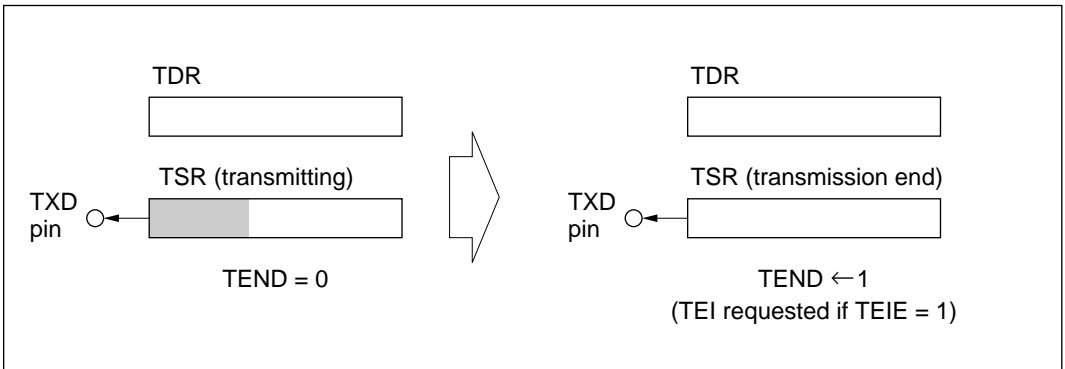 TDR
TSR (transmitting)
TXD
pin
TEND = 0
TDR
TSR (transmission end)
TXD
pin
TEND ←1
(TEI requested if TEIE = 1)